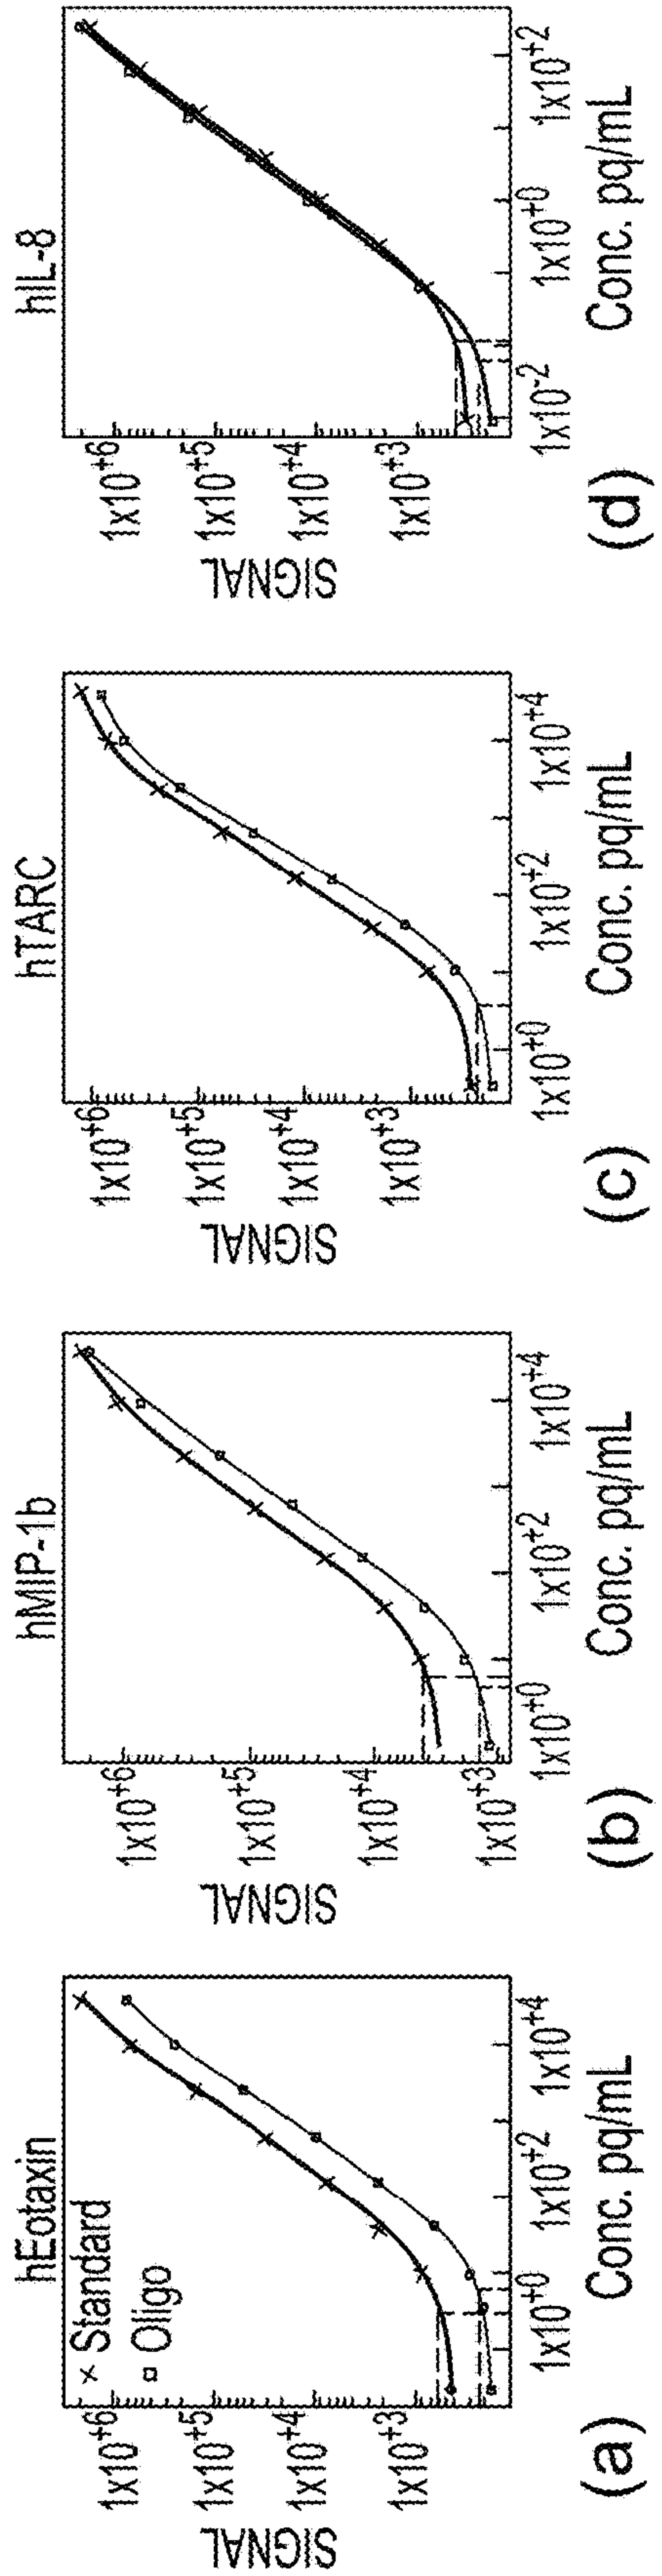 hEotaxin
× Standard
□ Oligo
SIGNAL
1x10⁺⁶
1x10⁺⁵
1x10⁺⁴
1x10⁺³
1x10⁺⁰ 1x10⁺² 1x10⁺⁴
Conc. pq/mL
(a)
hMIP-1b
SIGNAL
1x10⁺⁶
1x10⁺⁵
1x10⁺⁴
1x10⁺³
1x10⁺⁰ 1x10⁺² 1x10⁺⁴
Conc. pq/mL
(b)
hTARC
SIGNAL
1x10⁺⁶
1x10⁺⁵
1x10⁺⁴
1x10⁺³
1x10⁺⁰ 1x10⁺² 1x10⁺⁴
Conc. pq/mL
(c)
hIL-8
SIGNAL
1x10⁺⁶
1x10⁺⁵
1x10⁺⁴
1x10⁺³
1x10⁻² 1x10⁺⁰ 1x10⁺²
Conc. pq/mL
(d)